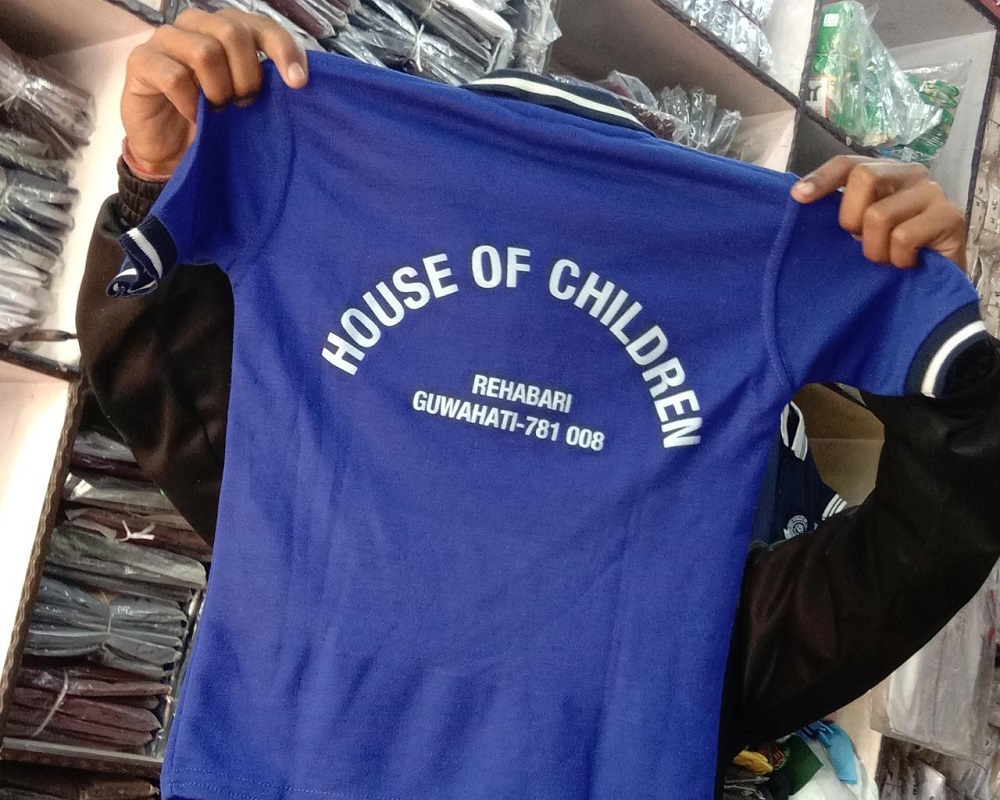 HOUSE OF CHILDREN
REHABARI
GUWAHATI-781 008